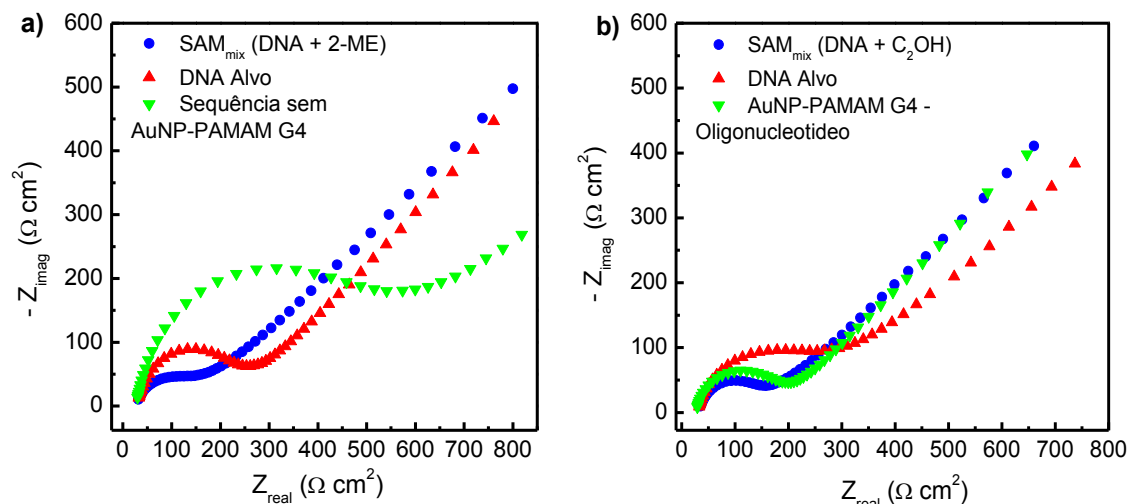 a)
600
500
400
300
200
100
0
- Z_imag (Ω cm²)
SAM_mix (DNA + 2-ME)
DNA Alvo
Sequência sem
AuNP-PAMAM G4
0 100 200 300 400 500 600 700 800
Z_real (Ω cm²)
b)
600
500
400
300
200
100
0
- Z_imag (Ω cm²)
SAM_mix (DNA + C₂OH)
DNA Alvo
AuNP-PAMAM G4 -
Oligonucleotideo
0 100 200 300 400 500 600 700 800
Z_real (Ω cm²)